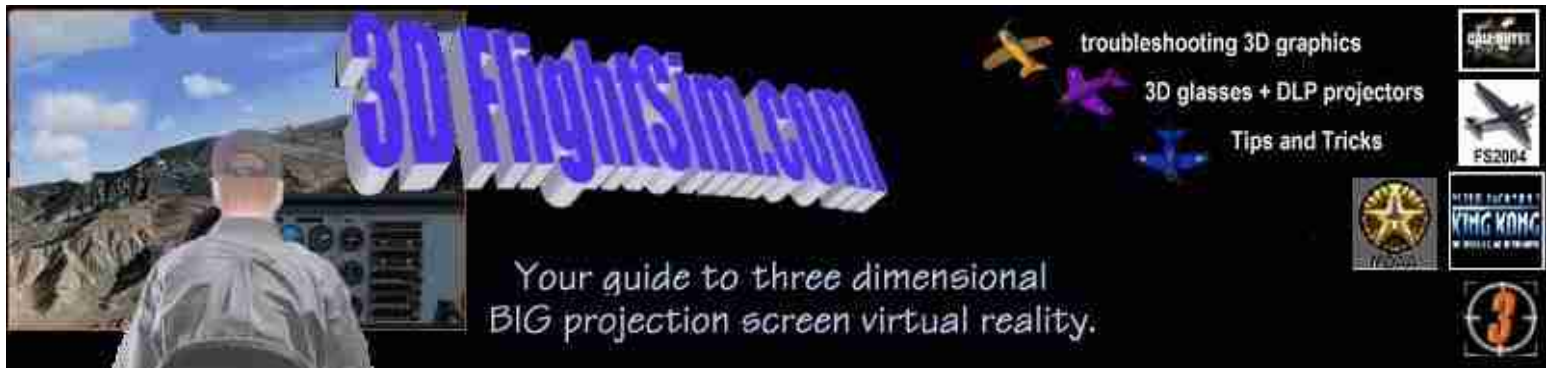 3D FlightSim.com
Your guide to three dimensional
BIG projection screen virtual reality.
troubleshooting 3D graphics
3D glasses + DLP projectors
Tips and Tricks
FS2004
KING KONG
3